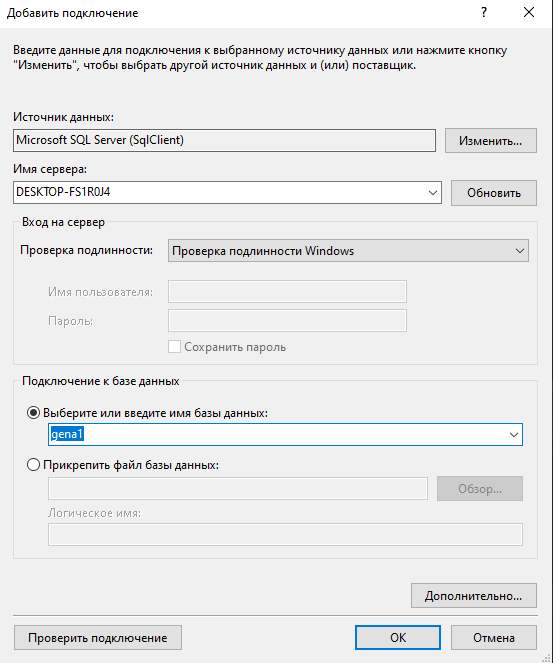 Добавить подключение
?
Введите данные для подключения к выбранному источнику данных или нажмите кнопку
"Изменить", чтобы выбрать другой источник данных и (или) поставщик.
Источник данных:
Microsoft SQL Server (SqlClient)
Изменить...
Имя сервера:
DESKTOP-FS1R0J4
Обновить
Вход на сервер
Проверка подлинности:
Проверка подлинности Windows
Имя пользователя:
Пароль:
Сохранить пароль
Подключение к базе данных
Выберите или введите имя базы данных:
gena1
Прикрепить файл базы данных:
Обзор...
Логическое имя:
Дополнительно...
Проверить подключение
ОК
Отмена